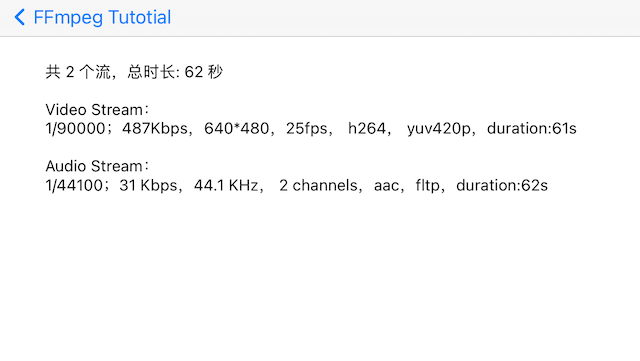 FFmpeg Tutotial
共 2 个流，总时长: 62 秒
Video Stream：
1/90000；487Kbps，640*480，25fps， h264， yuv420p，duration:61s
Audio Stream：
1/44100；31 Kbps，44.1 KHz， 2 channels，aac，fltp，duration:62s